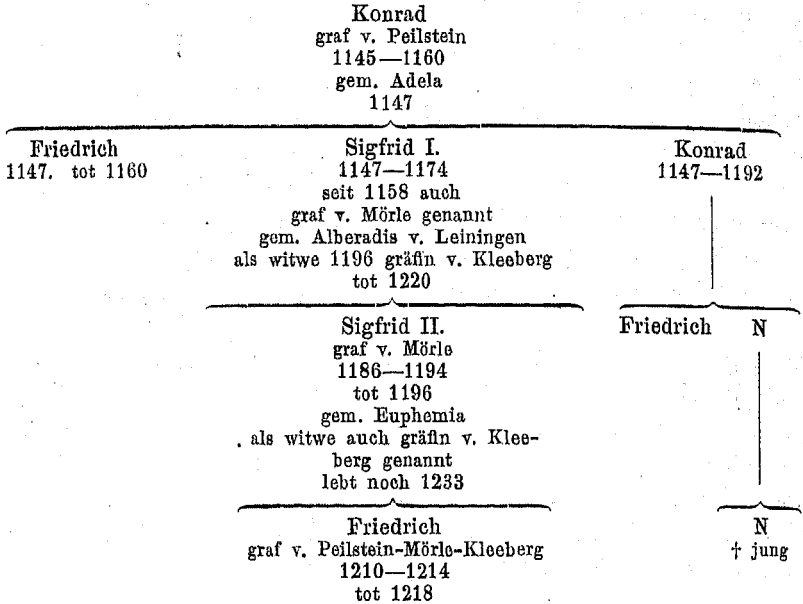 Konrad
graf v. Peilstein
1145—1160
gem. Adela
1147
Friedrich
1147. tot 1160
Sigfrid I.
1147—1174
seit 1158 auch
graf v. Mörle genannt
gem. Alberadis v. Leiningen
als witwe 1196 gräfin v. Kleeberg
tot 1220
Konrad
1147—1192
Sigfrid II.
graf v. Mörle
1186—1194
tot 1196
gem. Euphemia
als witwe auch gräfin v. Klee-
berg genannt
lebt noch 1233
Friedrich N
Friedrich
graf v. Peilstein-Mörle-Kleeberg
1210—1214
tot 1218
N
† jung